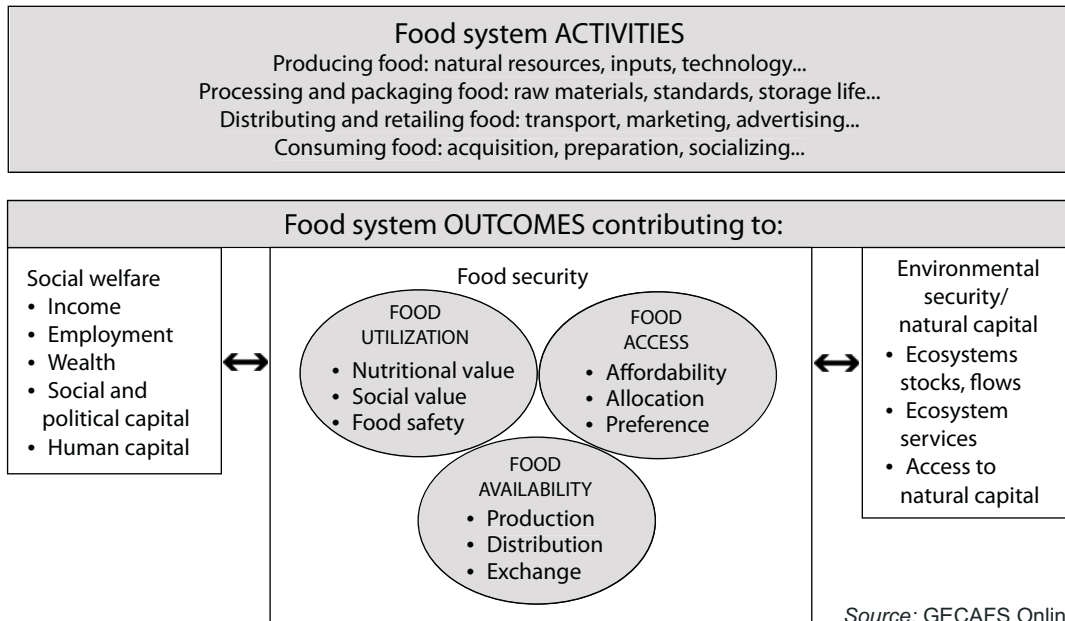 Food system ACTIVITIES
Producing food: natural resources, inputs, technology...
Processing and packaging food: raw materials, standards, storage life...
Distributing and retailing food: transport, marketing, advertising...
Consuming food: acquisition, preparation, socializing...
Food system OUTCOMES contributing to:
Social welfare
• Income
• Employment
• Wealth
• Social and
political capital
• Human capital
Food security
FOOD
UTILIZATION
• Nutritional value
• Social value
• Food safety
FOOD
ACCESS
• Affordability
• Allocation
• Preference
FOOD
AVAILABILITY
• Production
• Distribution
• Exchange
Environmental
security/
natural capital
• Ecosystems
stocks, flows
• Ecosystem
services
• Access to
natural capital
Source: GECAFS Onlin